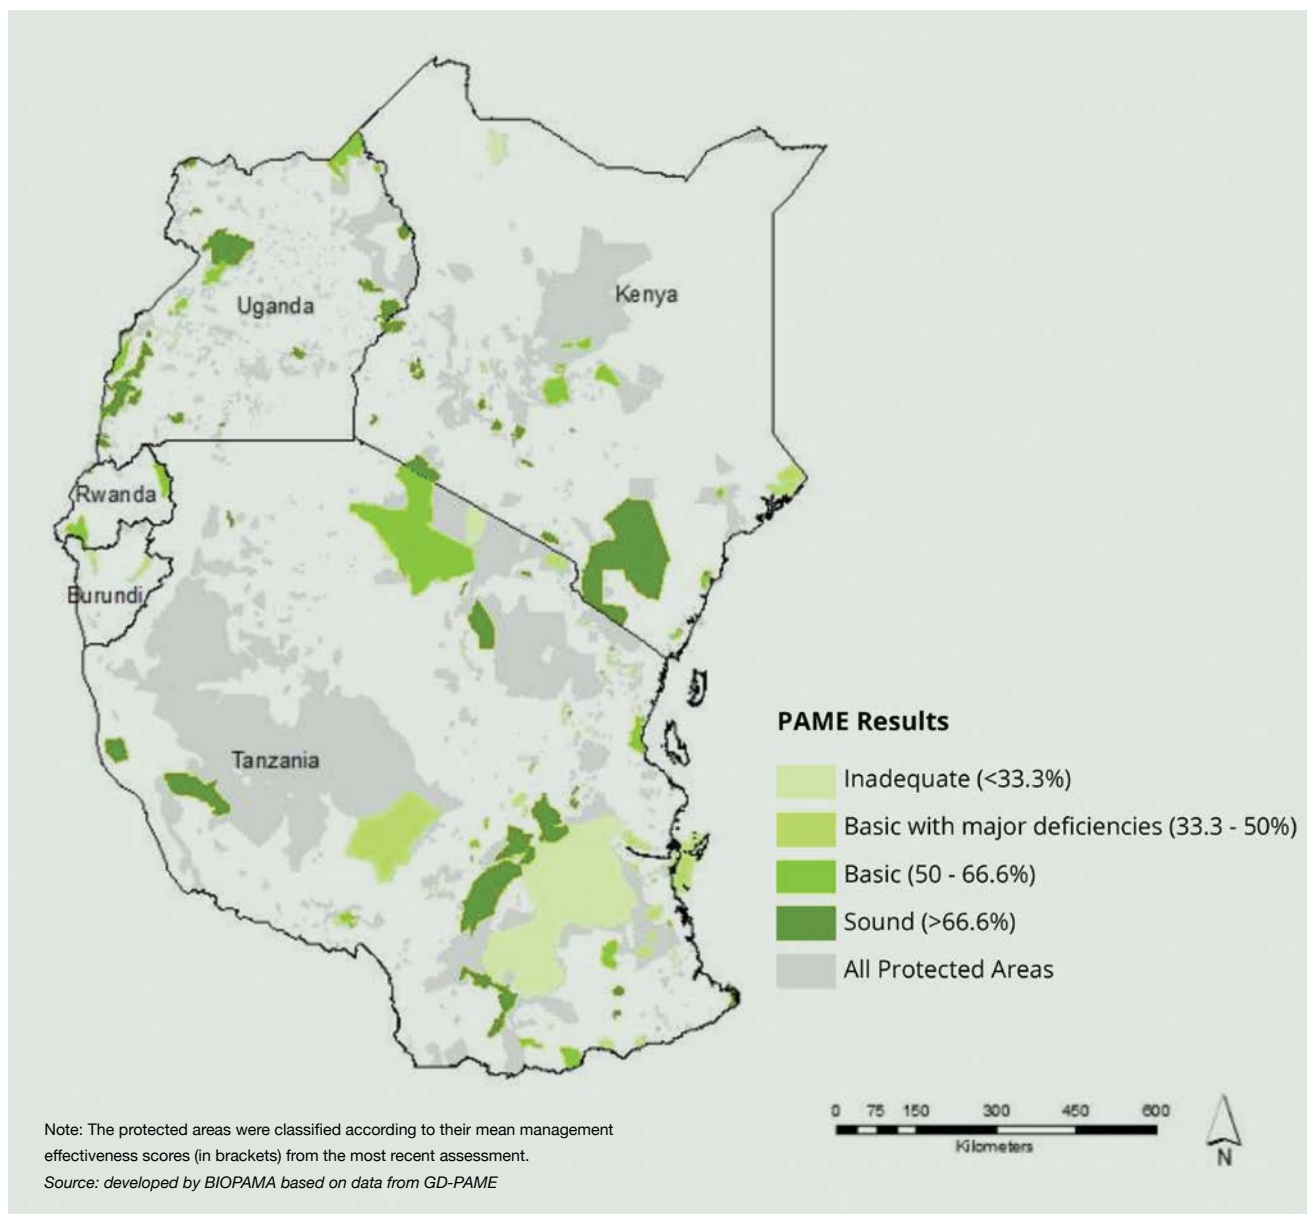 Uganda
Kenya
Rwanda
Burundi
Tanzania
PAME Results
Inadequate (<33.3%)
Basic with major deficiencies (33.3 - 50%)
Basic (50 - 66.6%)
Sound (>66.6%)
All Protected Areas
0 75 150 300 450 600
Kilometers
N
Note: The protected areas were classified according to their mean management
effectiveness scores (in brackets) from the most recent assessment.
Source: developed by BIOPAMA based on data from GD-PAME